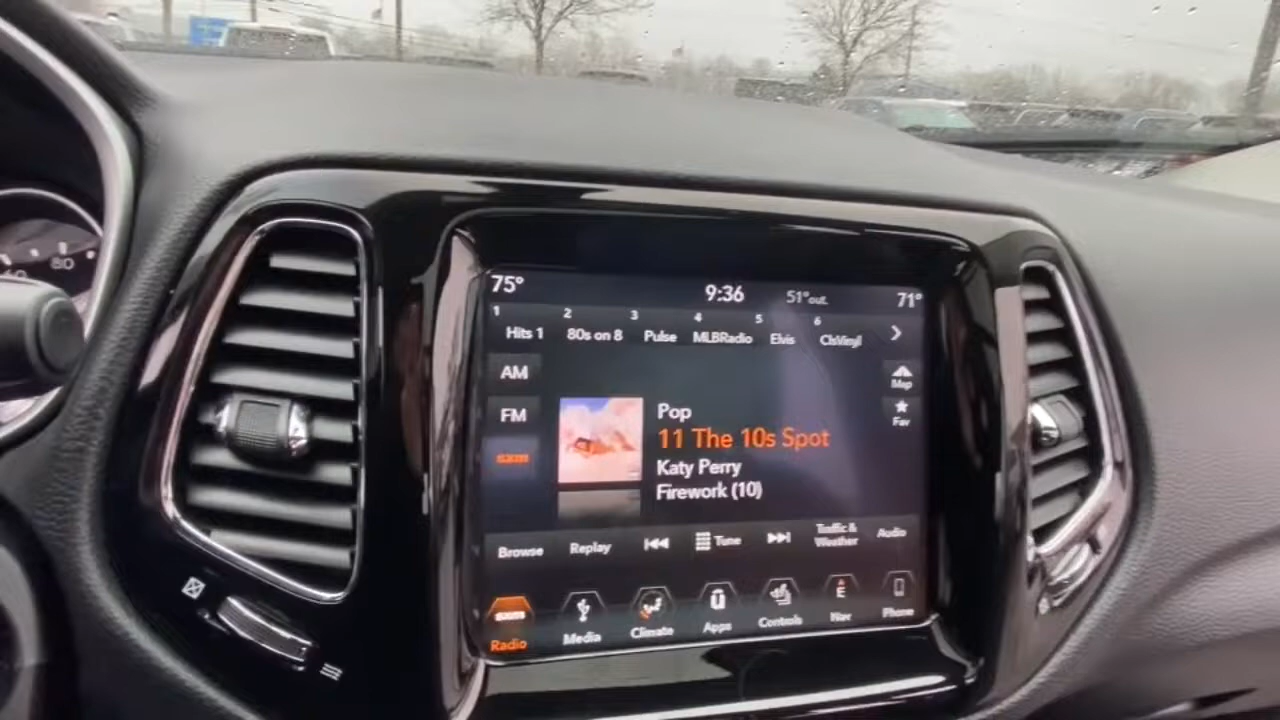 75° 9:36 51°out. 71°
1 2 3 4 5 6
Hits 1 80s on 8 Pulse MLBRadio Elvis ClsVinyl
AM
Map
FM
Fav
sxm
Pop
11 The 10s Spot
Katy Perry
Firework (10)
Browse Replay Tune Traffic & Weather Audio
E
Radio Media Climate Apps Controls Nav Phone
80